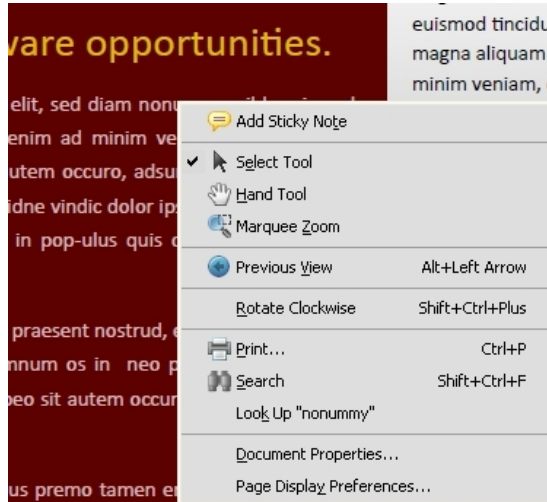 vare opportunities.
elit, sed diam nonu
enim ad minim ve
utem occuro, adsu
idne vindic dolor ip
in pop-ulus quis
praesent nostrud,
mnum os in neo p
peo sit autem occur
us premo tamen e
euismod tincidu
magna aliquam
minim veniam,
Add Sticky Note
Select Tool
Hand Tool
Marquee Zoom
Previous View Alt+Left Arrow
Rotate Clockwise Shift+Ctrl+Plus
Print... Ctrl+P
Search Shift+Ctrl+F
Look Up "nonummy"
Document Properties...
Page Display Preferences...